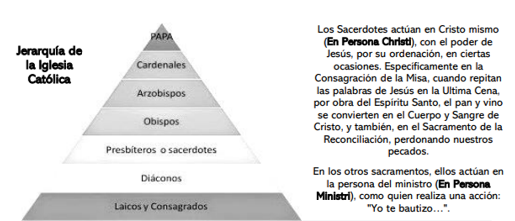 Jerarquía de
la Iglesia
Católica
PAPA
Cardenales
Arzobispos
Obispos
Presbíteros o sacerdotes
Diáconos
Laicos y Consagrados
Los Sacerdotes actúan en Cristo mismo
(En Persona Christi), con el poder de
Jesús, por su ordenación, en ciertas
ocasiones. Específicamente en la
Consagración de la Misa, cuando repitan
las palabras de Jesús en la Ultima Cena,
por obra del Espíritu Santo, el pan y vino
se convierten en el Cuerpo y Sangre de
Cristo, y también, en el Sacramento de la
Reconciliación, perdonando nuestros
pecados.
En los otros sacramentos, ellos actúan en
la persona del ministro (En Persona
Ministri), como quien realiza una acción:
"Yo te bautizo...".